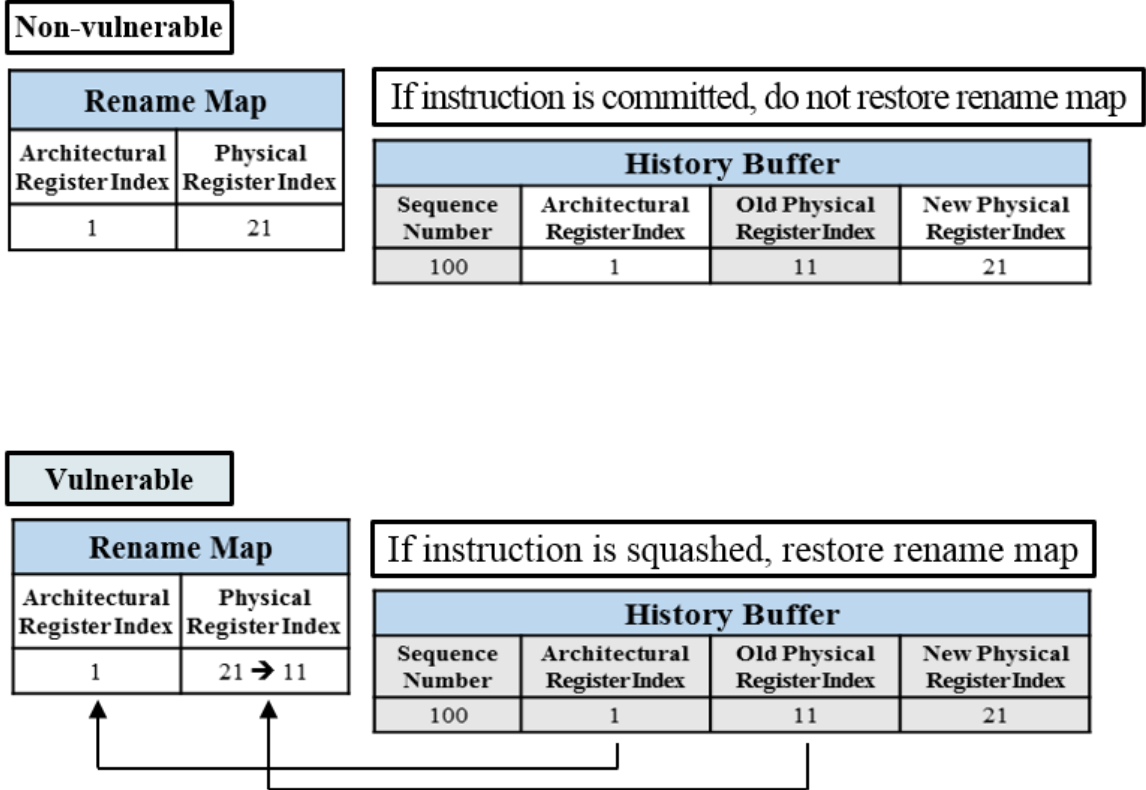 Non-vulnerable
Rename Map
Architectural Register Index
Physical Register Index
1
21
If instruction is committed, do not restore rename map
History Buffer
Sequence Number
Architectural Register Index
Old Physical Register Index
New Physical Register Index
100
1
11
21
Vulnerable
Rename Map
Architectural Register Index
Physical Register Index
1
21 ➔ 11
If instruction is squashed, restore rename map
History Buffer
Sequence Number
Architectural Register Index
Old Physical Register Index
New Physical Register Index
100
1
11
21